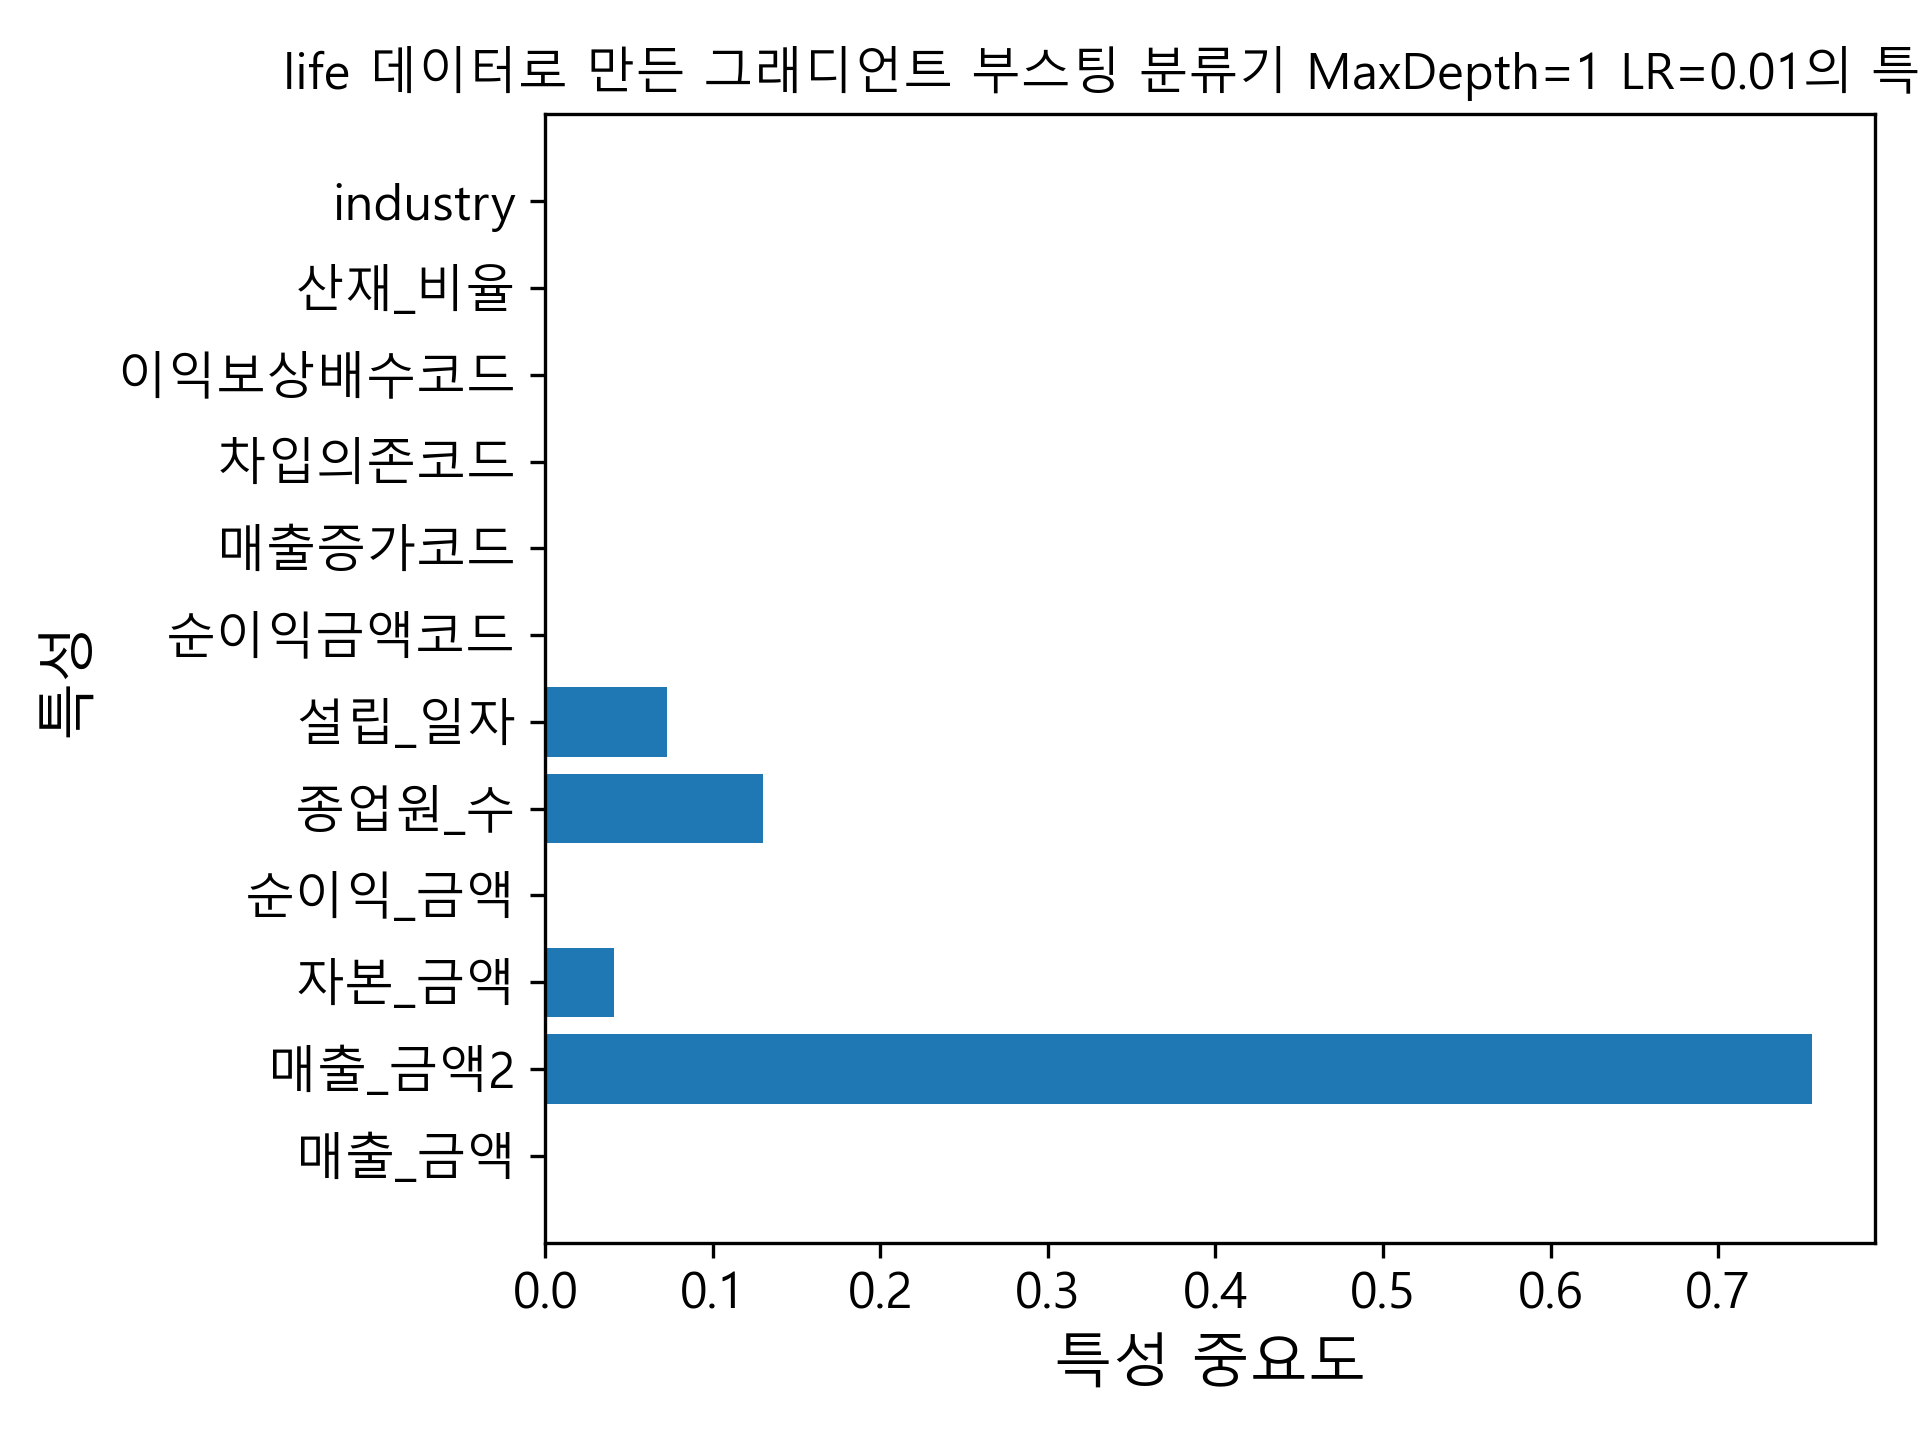 life 데이터로 만든 그래디언트 부스팅 분류기 MaxDepth=1 LR=0.01의 특
industry
산재_비율
이익보상배수코드
차입의존코드
매출증가코드
순이익금액코드
설립_일자
종업원_수
순이익_금액
자본_금액
매출_금액2
매출_금액
특성
0.0 0.1 0.2 0.3 0.4 0.5 0.6 0.7
특성 중요도